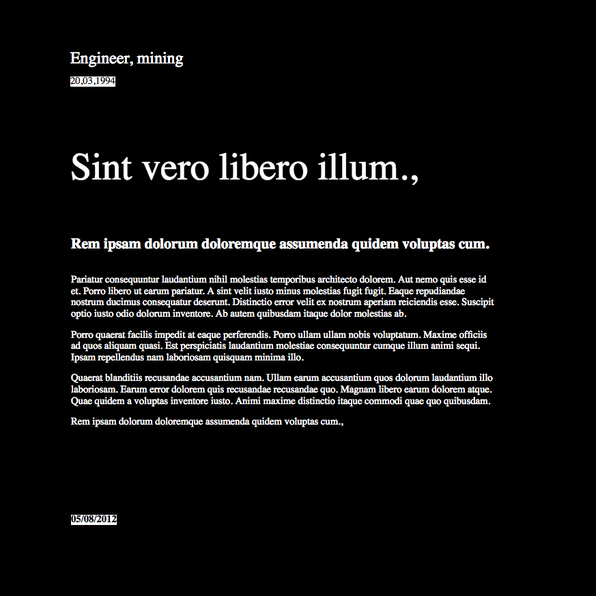 Engineer, mining
20,03,1994
Sint vero libero illum.,
Rem ipsam dolorum doloremque assumenda quidem voluptas cum.
Pariatur consequuntur laudantium nihil molestias temporibus architecto dolorem. Aut nemo quis esse id
et. Porro libero ut earum pariatur. A sint velit iusto minus molestias fugit fugit. Eaque repudiandae
nostrum ducimus consequatur deserunt. Distinctio error velit ex nostrum aperiam reiciendis esse. Suscipit
optio iusto odio dolorum inventore. Ab autem quibusdam itaque dolor molestias ab.
Porro quaerat facilis impedit at eaque perferendis. Porro ullam ullam nobis voluptatum. Maxime officiis
ad quos aliquam quasi. Est perspiciatis laudantium molestiae consequuntur cumque illum animi sequi.
Ipsam repellendus nam laboriosam quisquam minima illo.
Quaerat blanditiis recusandae accusantium nam. Ullam earum accusantium quos dolorum laudantium illo
laboriosam. Earum error dolorem quis recusandae recusandae quo. Magnam libero earum dolorem atque.
Quae quidem a voluptas inventore iusto. Animi maxime distinctio itaque commodi quae quo quibusdam.
Rem ipsam dolorum doloremque assumenda quidem voluptas cum.,
05/08/2012